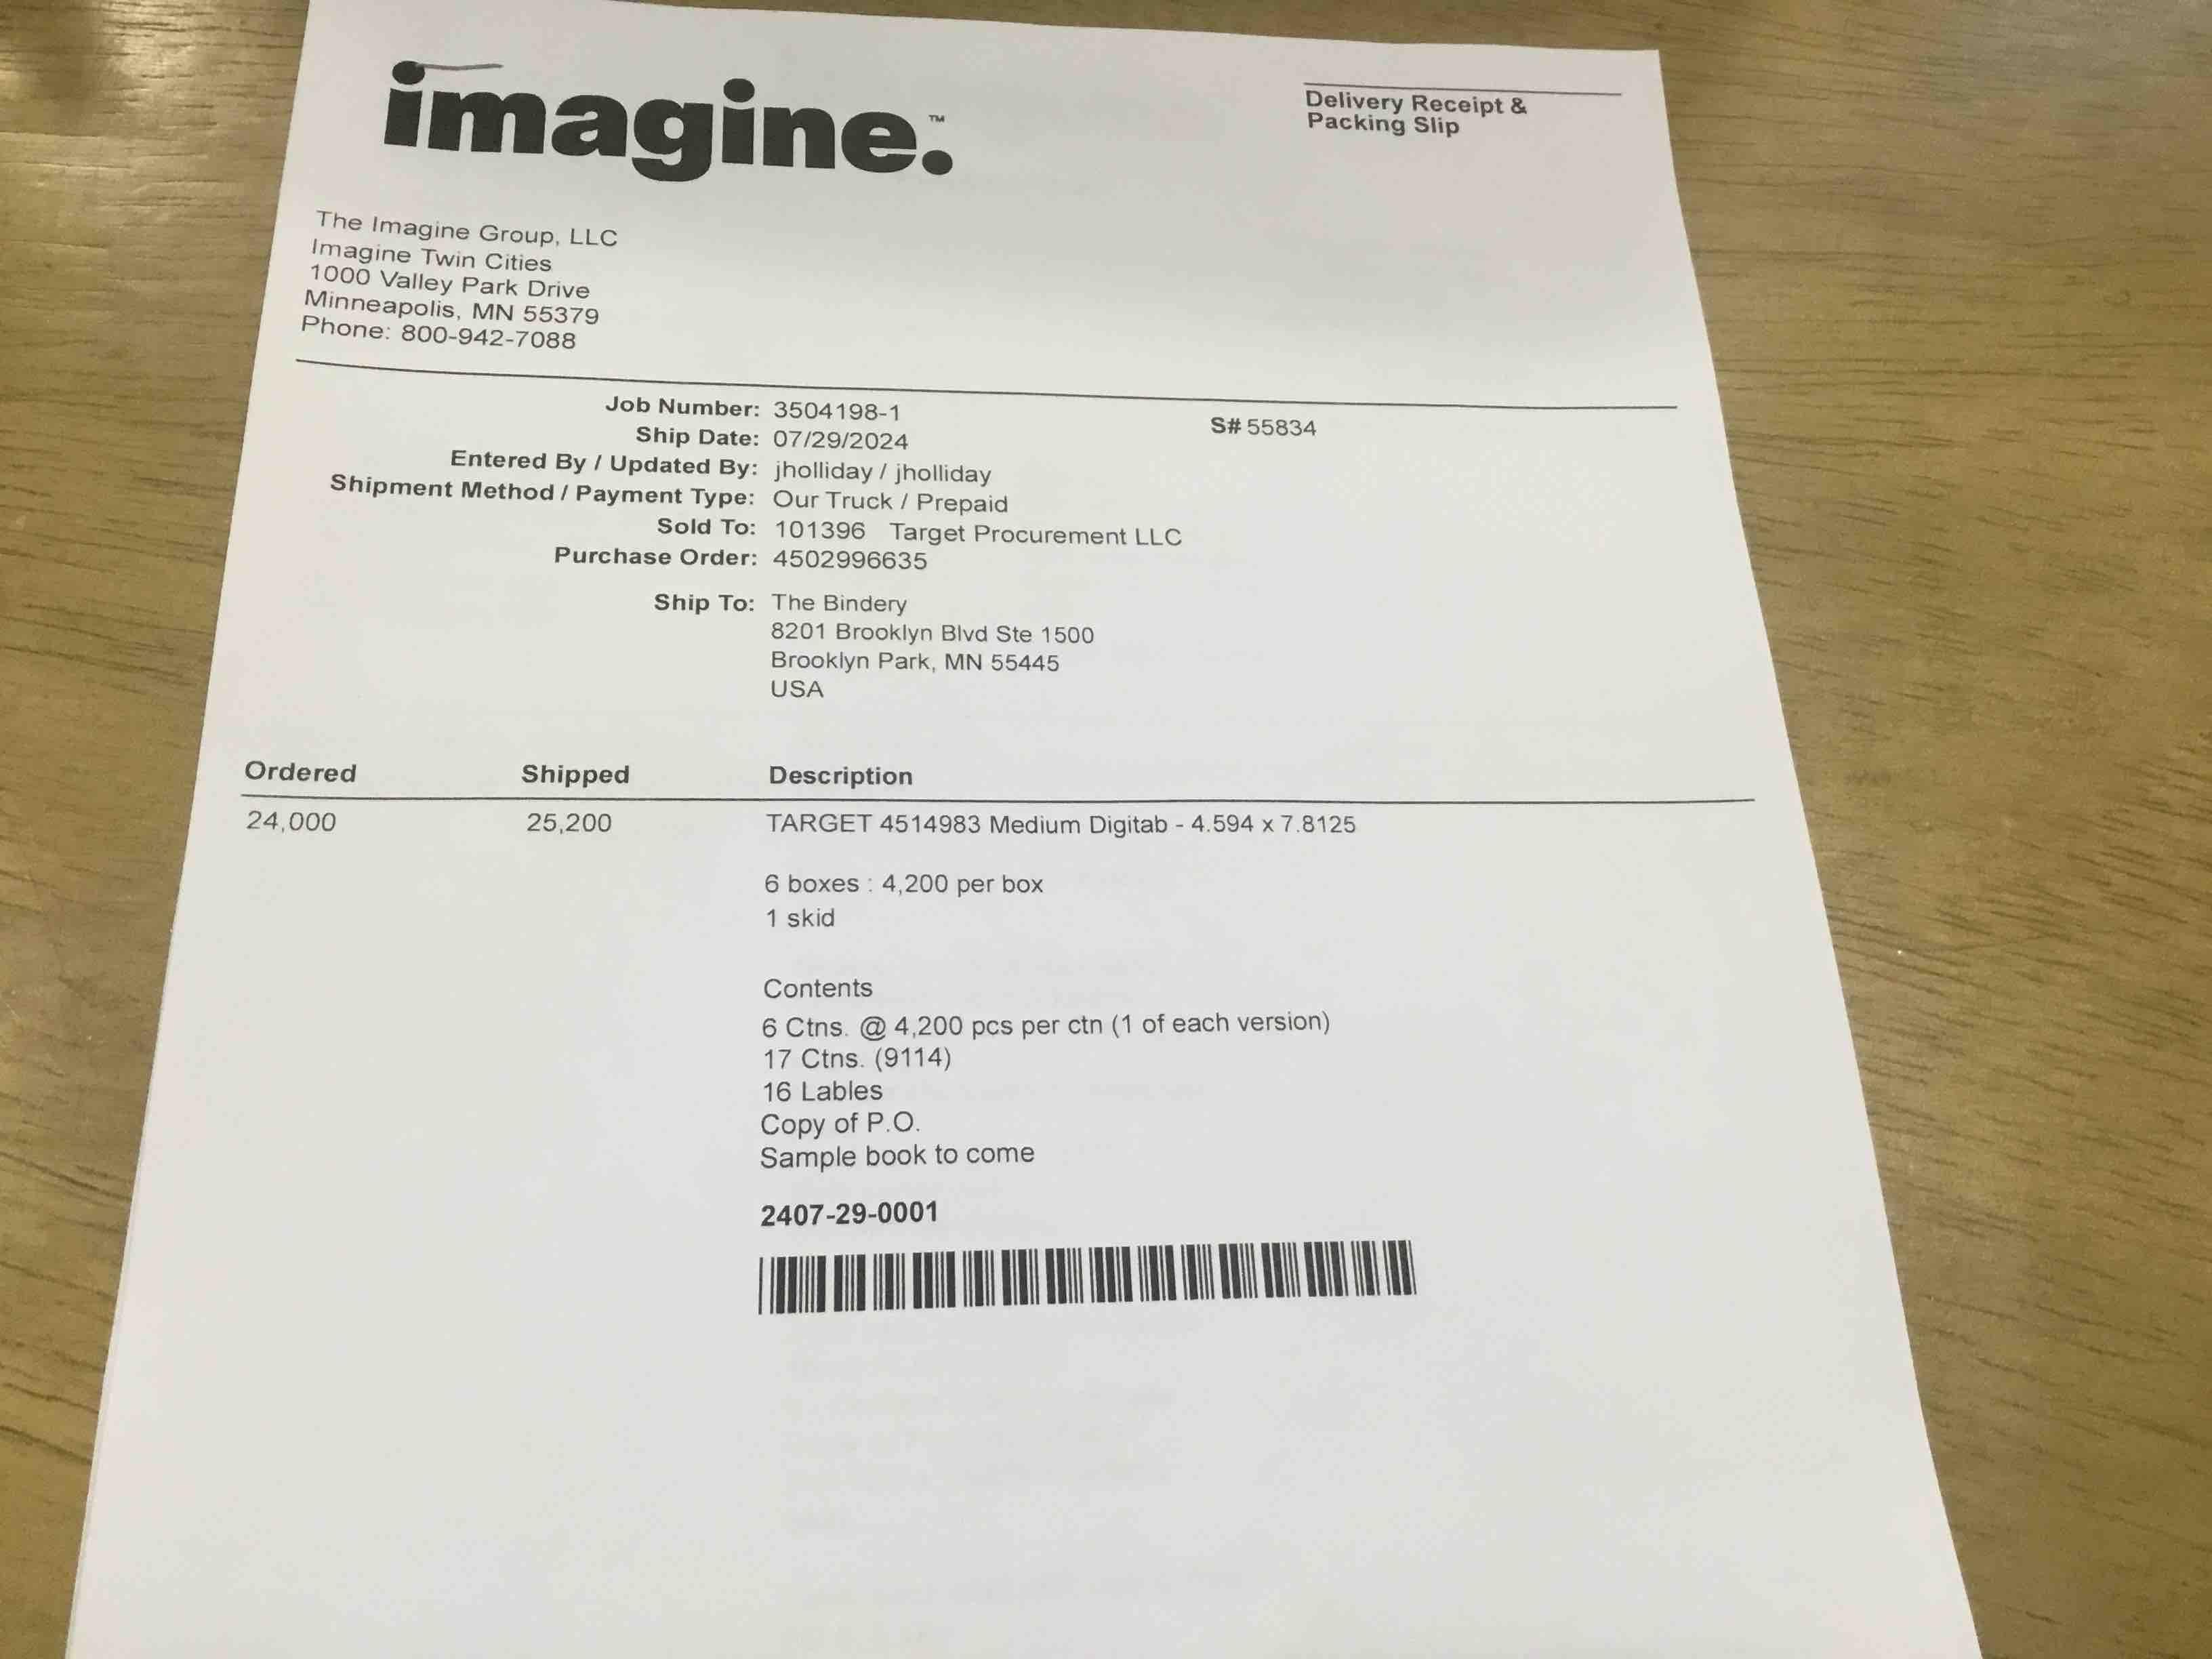 imagine.™
Delivery Receipt &
Packing Slip
The Imagine Group, LLC
Imagine Twin Cities
1000 Valley Park Drive
Minneapolis, MN 55379
Phone: 800-942-7088
Job Number: 3504198-1
S# 55834
Ship Date: 07/29/2024
Entered By / Updated By: jholliday / jholliday
Shipment Method / Payment Type: Our Truck / Prepaid
Sold To: 101396 Target Procurement LLC
Purchase Order: 4502996635
Ship To: The Bindery
8201 Brooklyn Blvd Ste 1500
Brooklyn Park, MN 55445
USA
Ordered Shipped Description
24,000 25,200 TARGET 4514983 Medium Digitab - 4.594 x 7.8125
6 boxes : 4,200 per box
1 skid
Contents
6 Ctns. @ 4,200 pcs per ctn (1 of each version)
17 Ctns. (9114)
16 Lables
Copy of P.O.
Sample book to come
2407-29-0001